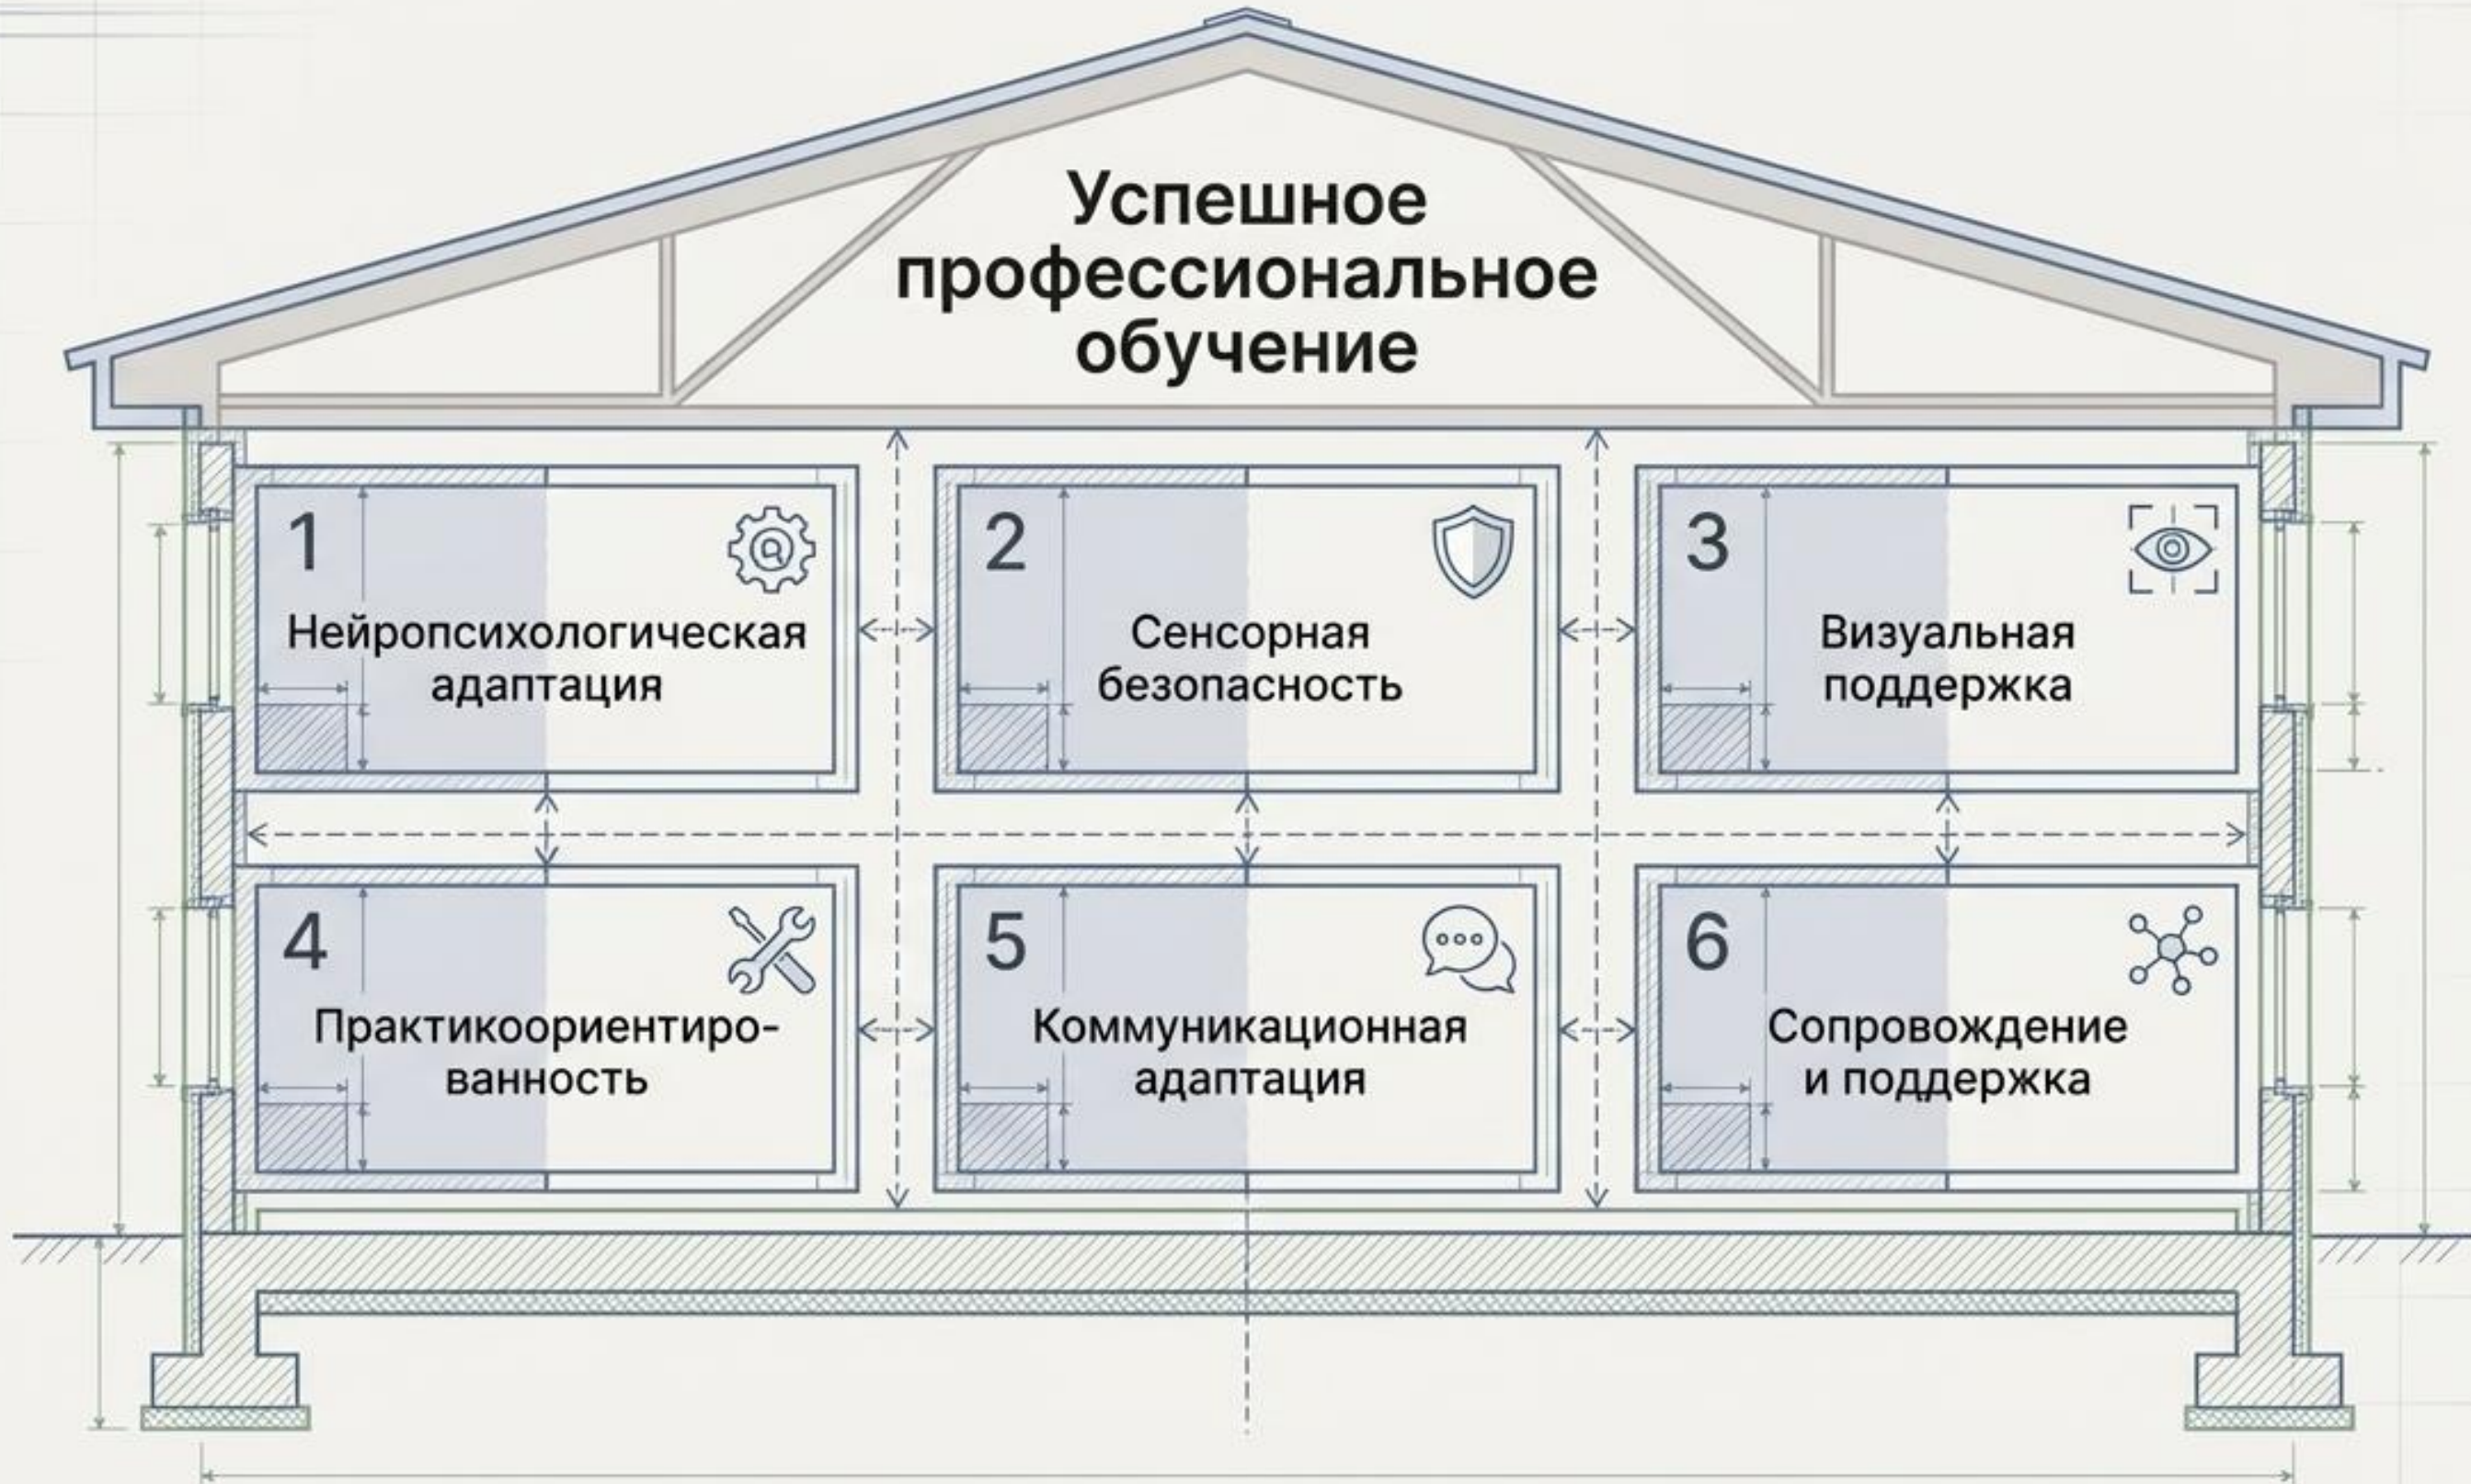 Успешное
профессиональное
обучение
1
Нейропсихологическая
адаптация
2
Сенсорная
безопасность
3
Визуальная
поддержка
4
Практикоориентиро-
ванность
5
Коммуникационная
адаптация
6
Сопровождение
и поддержка